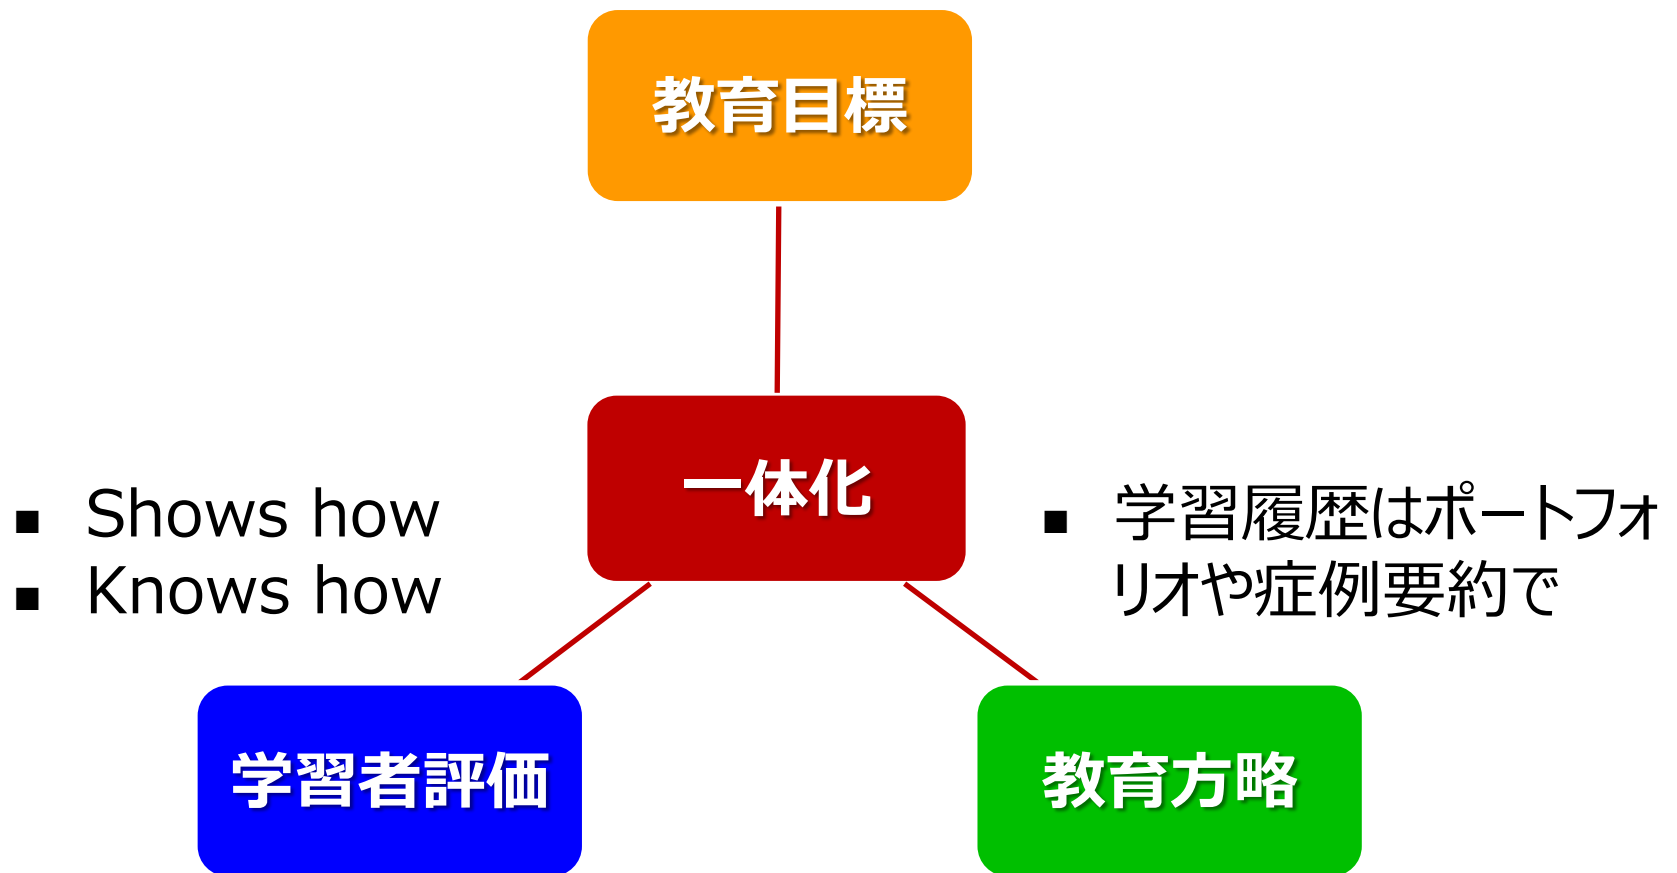 教育目標
一体化
■ Shows how
■ Knows how
■ 学習履歴はポートフォ
リオや症例要約で
学習者評価
教育方略